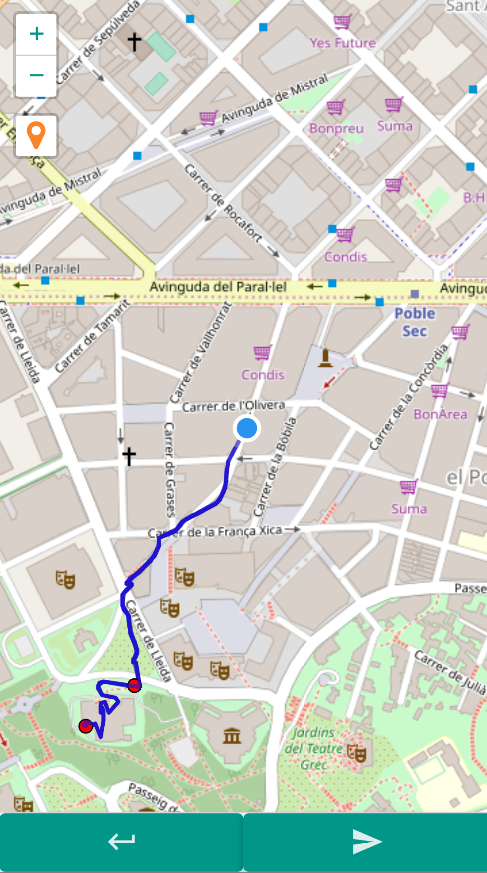 Sant A
Carrer de Sepúlveda
+
Yes Future
−
Avinguda de Mistral
Bonpreu
Suma
Avinguda de Mistral
Carrer de Rocafort
B.H.
Condis
da del Paral·lel
Avinguda del Paral·lel
Avingu
Poble
Sec
Carrer de Lleida
Carrer de Tamarit
Carrer de Vallhonrat
Condis
Carrer de la Concòrdia
BonÀrea
Carrer de l'Olivera
Carrer de Grases
Carrer de la Bòbila
el Po
Suma
Carrer de la França Xica
Passe
Carrer de Lleida
Carrer de Julià
Jardins
del Teatre
Grec
Passeig d